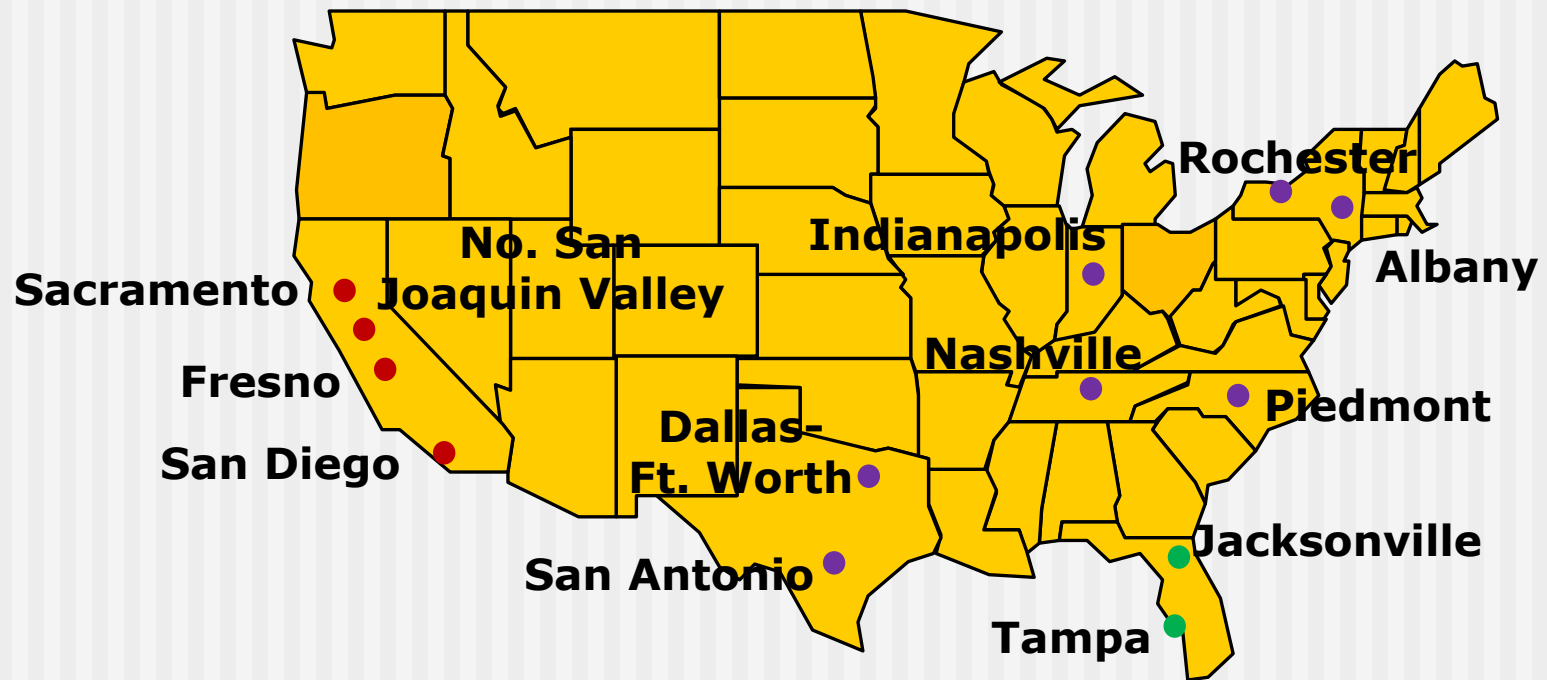 Rochester
No. San
Indianapolis
Sacramento
Joaquin Valley
Albany
Nashville
Fresno
Piedmont
Dallas-
San Diego
Ft. Worth
Jacksonville
San Antonio
Tampa